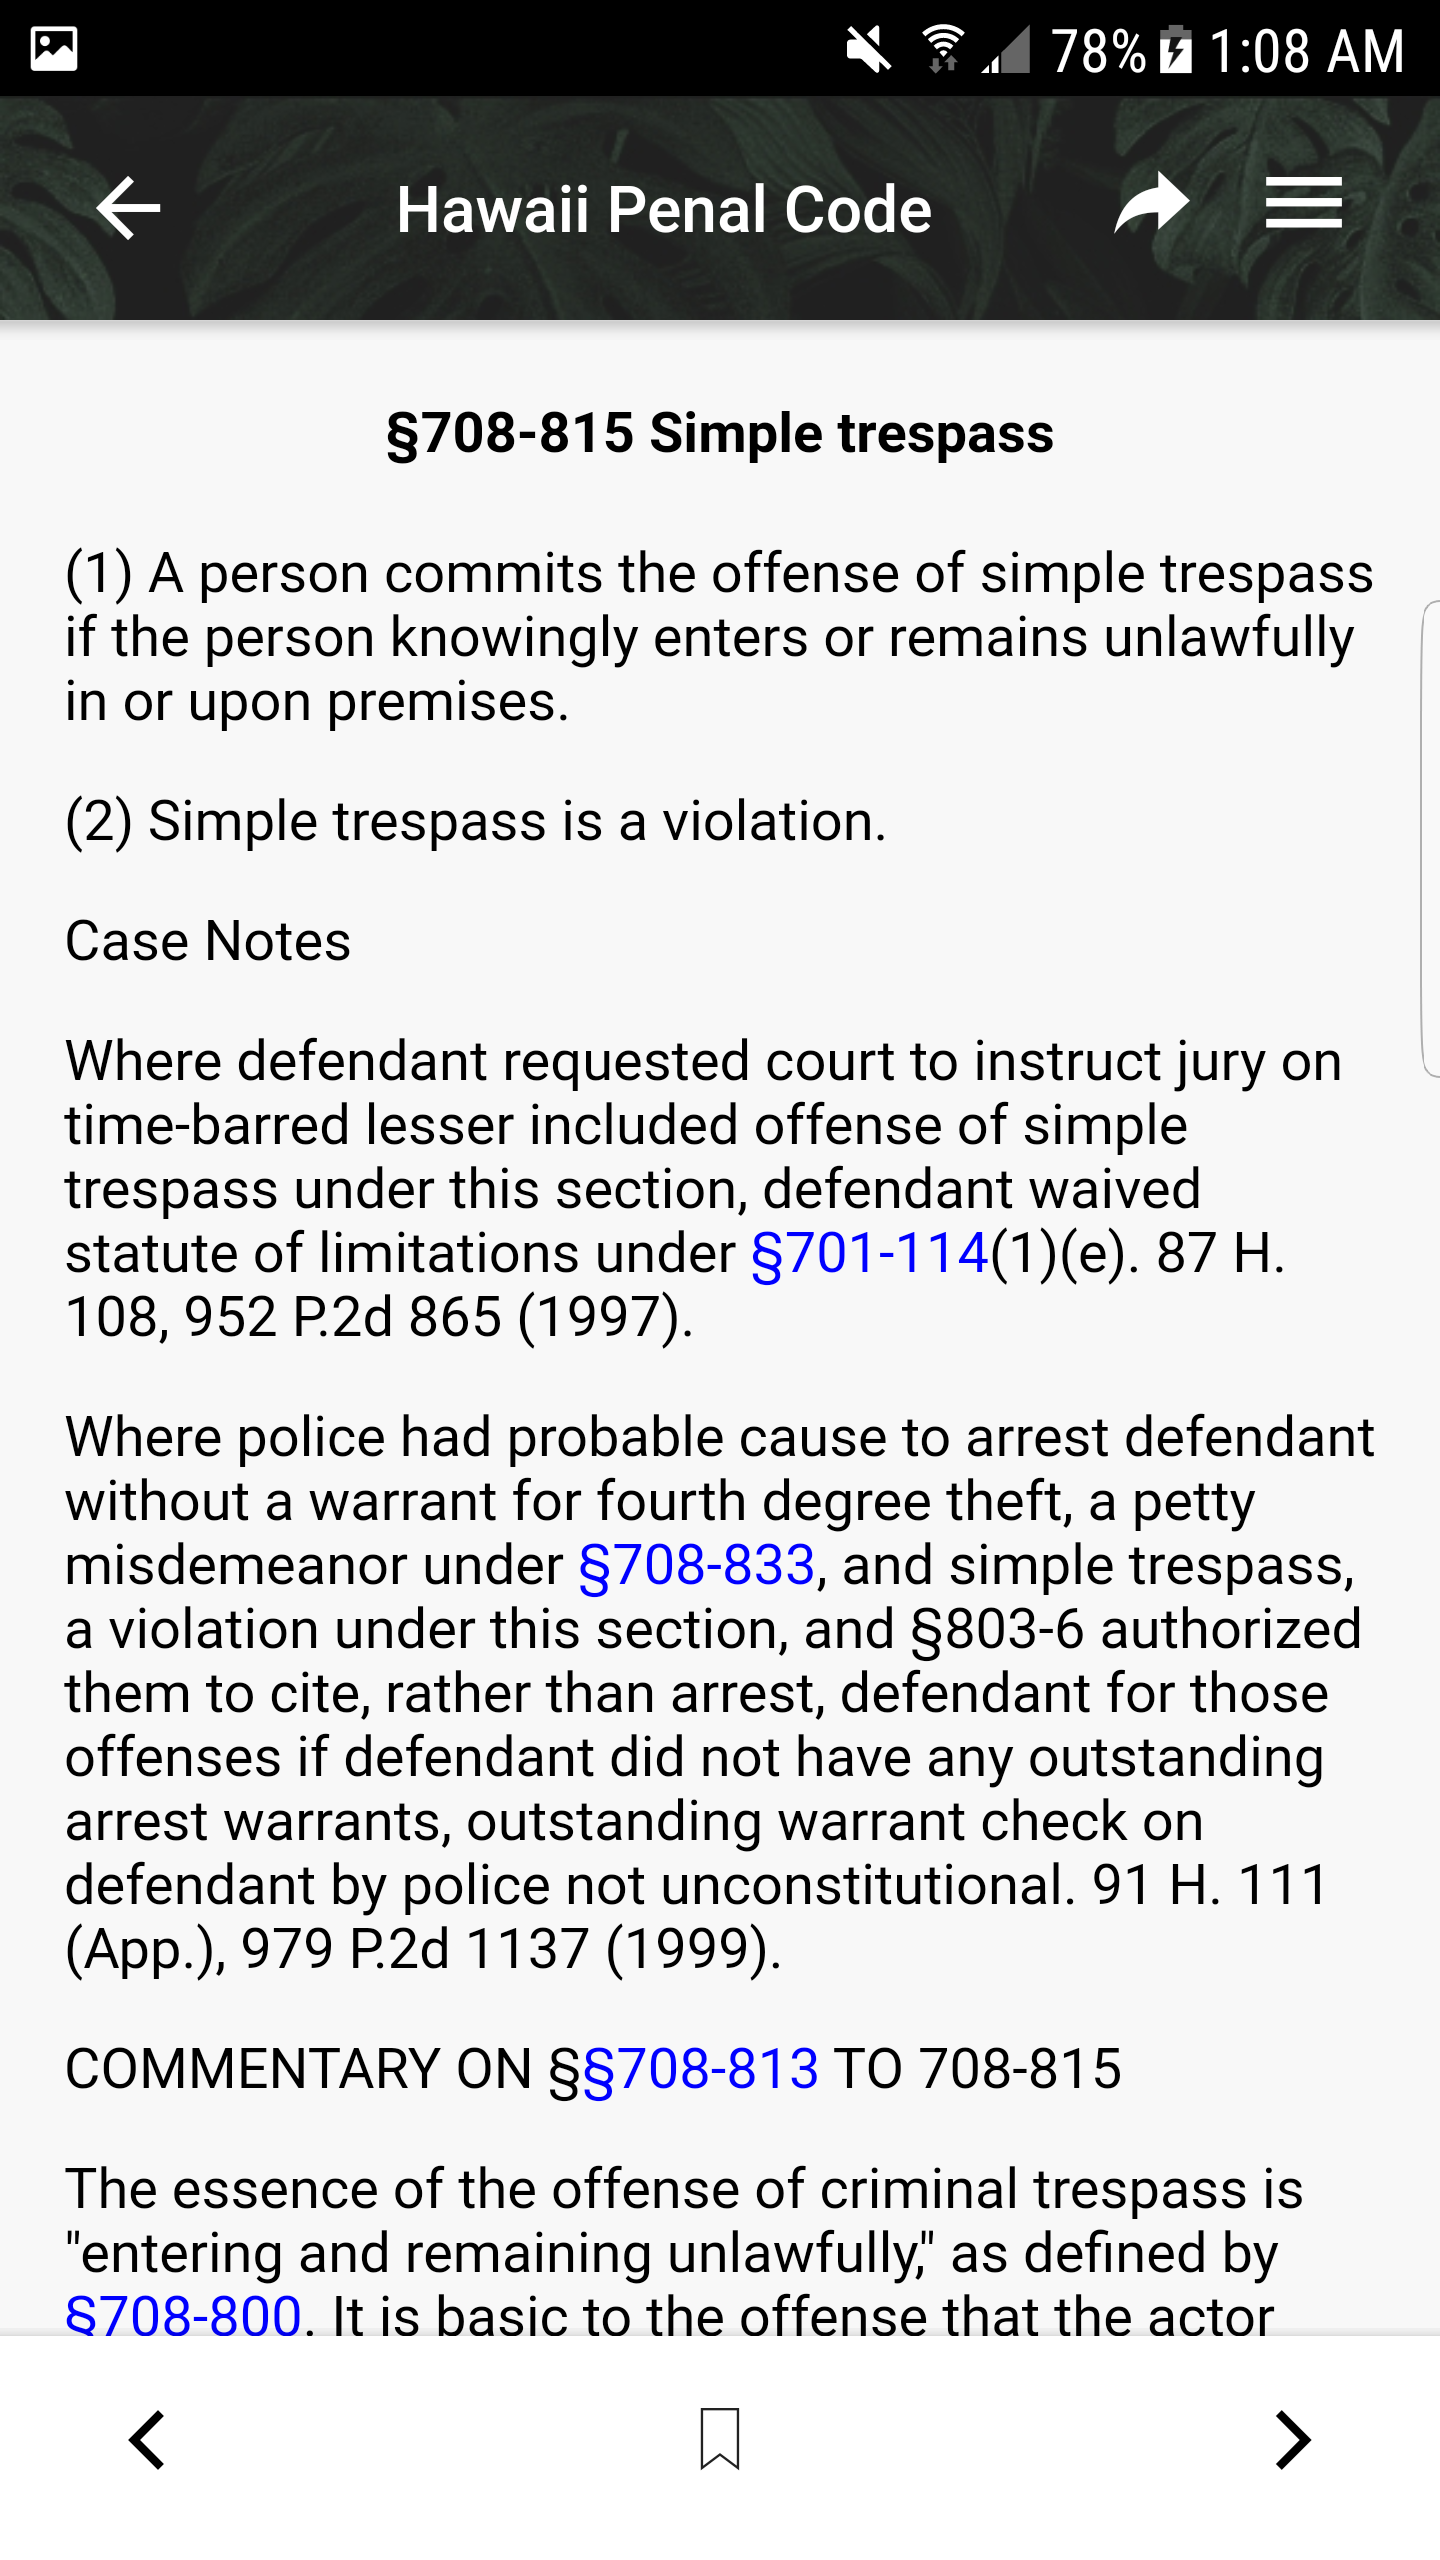 78% 1:08 AM
Hawaii Penal Code
§708-815 Simple trespass
(1) A person commits the offense of simple trespass
if the person knowingly enters or remains unlawfully
in or upon premises.
(2) Simple trespass is a violation.
Case Notes
Where defendant requested court to instruct jury on
time-barred lesser included offense of simple
trespass under this section, defendant waived
statute of limitations under §701-114(1)(e). 87 H.
108, 952 P.2d 865 (1997).
Where police had probable cause to arrest defendant
without a warrant for fourth degree theft, a petty
misdemeanor under §708-833, and simple trespass,
a violation under this section, and §803-6 authorized
them to cite, rather than arrest, defendant for those
offenses if defendant did not have any outstanding
arrest warrants, outstanding warrant check on
defendant by police not unconstitutional. 91 H. 111
(App.), 979 P.2d 1137 (1999).
COMMENTARY ON §§708-813 TO 708-815
The essence of the offense of criminal trespass is
"entering and remaining unlawfully," as defined by
§708-800. It is basic to the offense that the actor